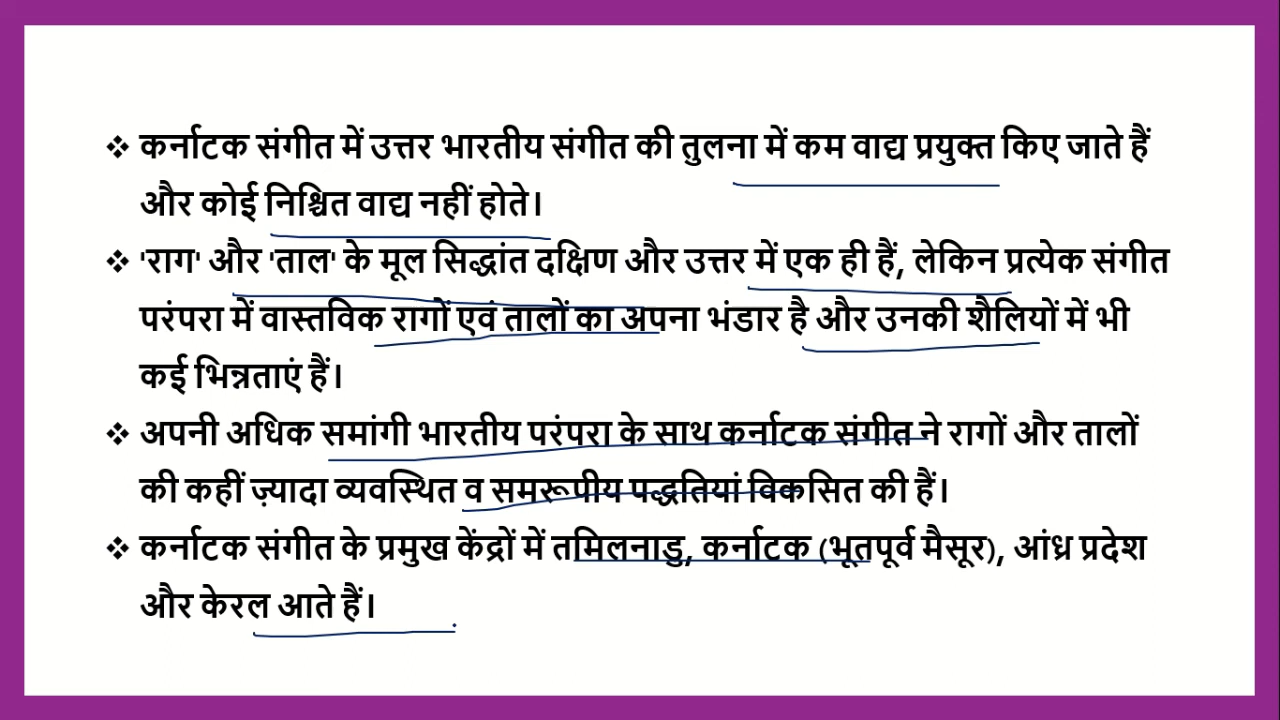 ❖ कर्नाटक संगीत में उत्तर भारतीय संगीत की तुलना में कम वाद्य प्रयुक्त किए जाते हैं
और कोई निश्चित वाद्य नहीं होते।
❖ 'राग' और 'ताल' के मूल सिद्धांत दक्षिण और उत्तर में एक ही हैं, लेकिन प्रत्येक संगीत
परंपरा में वास्तविक रागों एवं तालों का अपना भंडार है और उनकी शैलियों में भी
कई भिन्नताएं हैं।
❖ अपनी अधिक समांगी भारतीय परंपरा के साथ कर्नाटक संगीत ने रागों और तालों
की कहीं ज़्यादा व्यवस्थित व समरूपीय पद्धतियां विकसित की हैं।
❖ कर्नाटक संगीत के प्रमुख केंद्रों में तमिलनाडु, कर्नाटक (भूतपूर्व मैसूर), आंध्र प्रदेश
और केरल आते हैं।